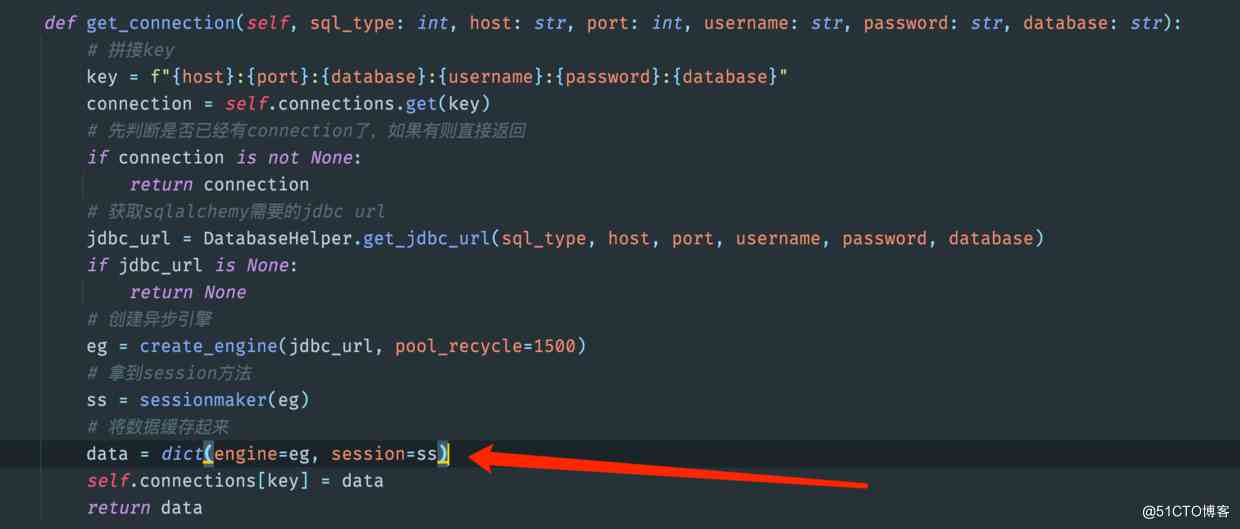 def get_connection(self, sql_type: int, host: str, port: int, username: str, password: str, database: str):
# 拼接key
key = f"{host}:{port}:{database}:{username}:{password}:{database}"
connection = self.connections.get(key)
# 先判断是否已经有connection了，如果有则直接返回
if connection is not None:
return connection
# 获取sqlalchemy需要的jdbc url
jdbc_url = DatabaseHelper.get_jdbc_url(sql_type, host, port, username, password, database)
if jdbc_url is None:
return None
# 创建异步引擎
eg = create_engine(jdbc_url, pool_recycle=1500)
# 拿到session方法
ss = sessionmaker(eg)
# 将数据缓存起来
data = dict(engine=eg, session=ss)
self.connections[key] = data
return data
@51CTO博客